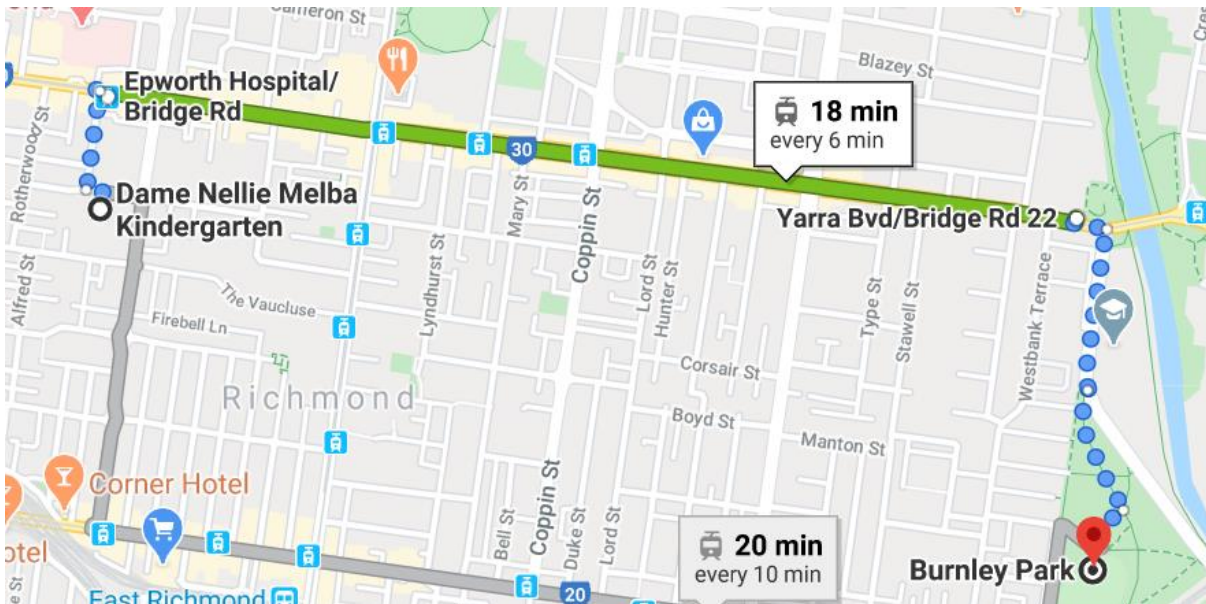 Cameron St
Blazey St
Epworth Hospital/
Bridge Rd
18 min
every 6 min
30
Rotherwood St
Dame Nellie Melba
Kindergarten
Mary St
Coppin St
Yarra Bvd/Bridge Rd 22
Alfred St
The Vaucluse
Firebell Ln
Lyndhurst St
Lord St
Hunter St
Type St
Stawell St
Westbank Terrace
Corsair St
Richmond
Boyd St
Manton St
Corner Hotel
Bell St
Coppin St
Duke St
Lord St
20 min
every 10 min
Burnley Park
otel
20
East Richmond
e St